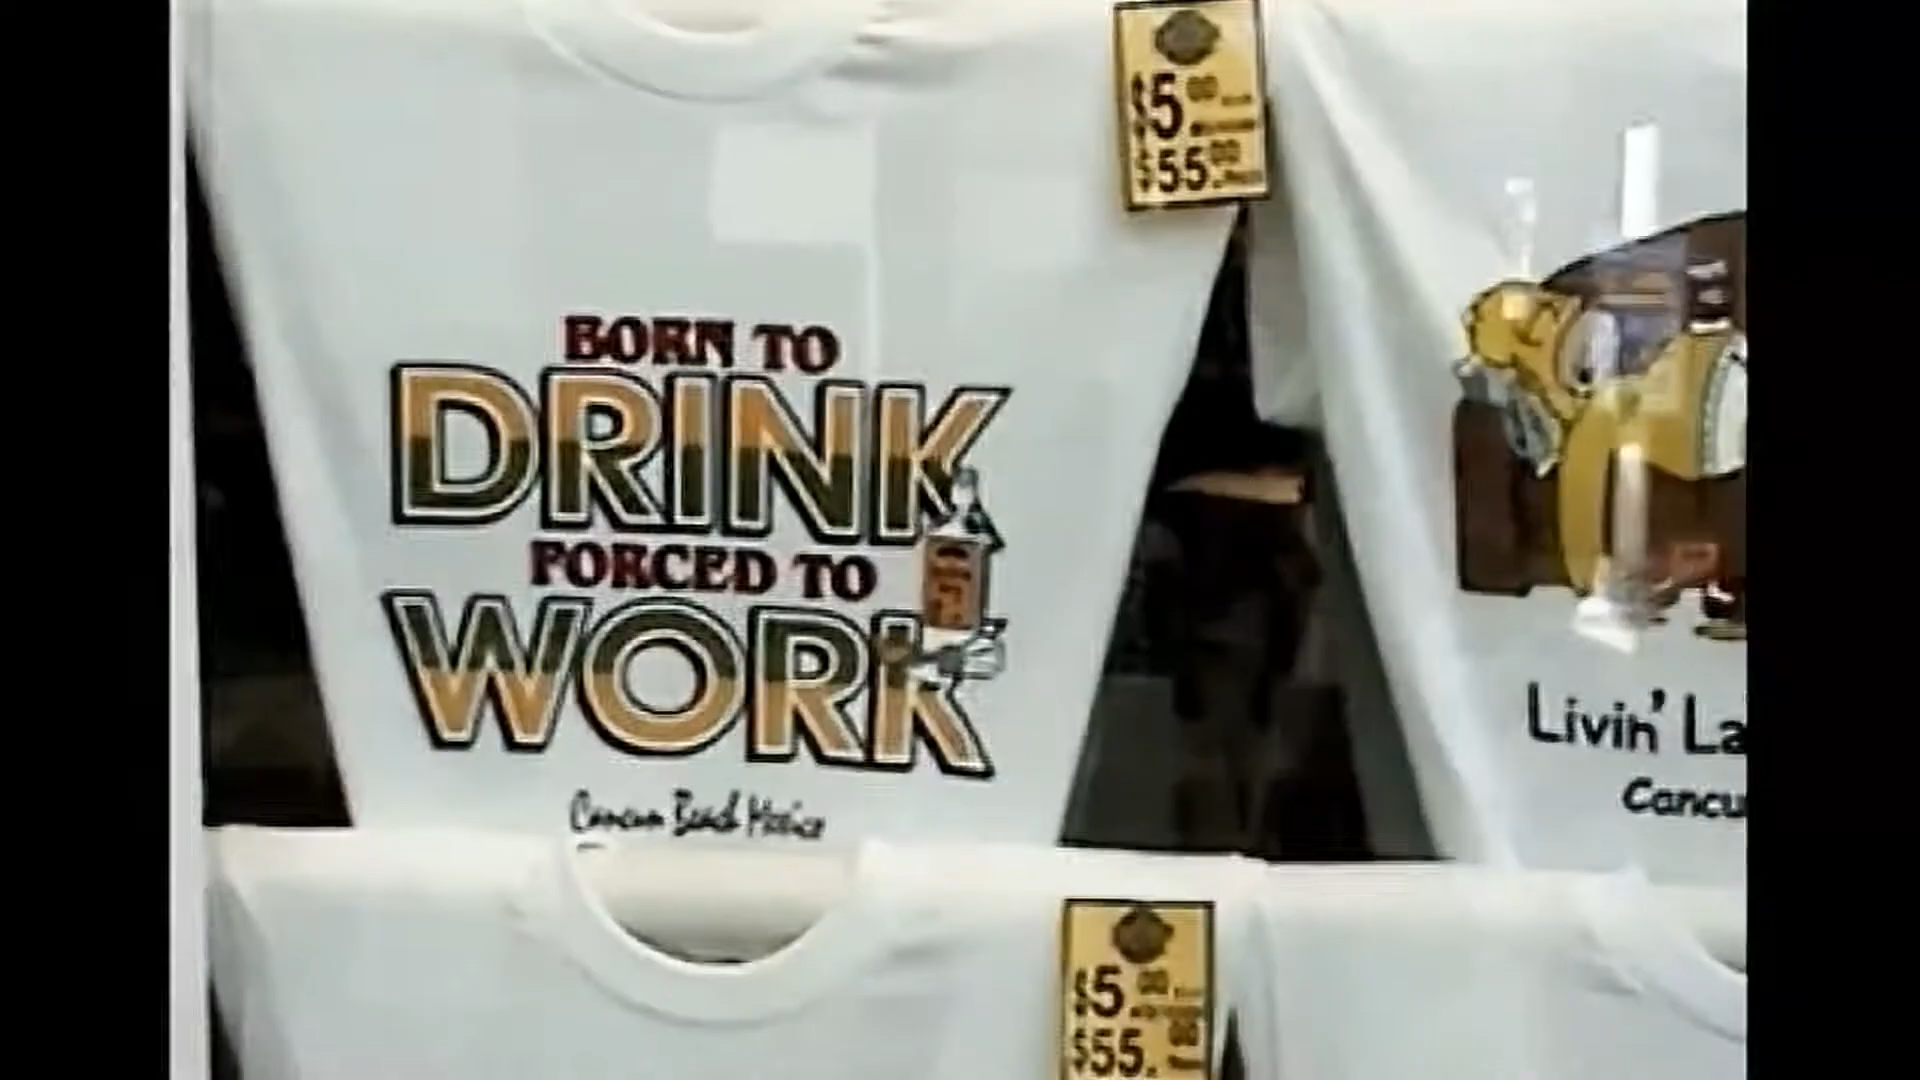 $5.00
$55.00
BORN TO
DRINK
FORCED TO
WORK
Cancun Beach Mexico
Livin' La
Cancu
$5.00
$55.00